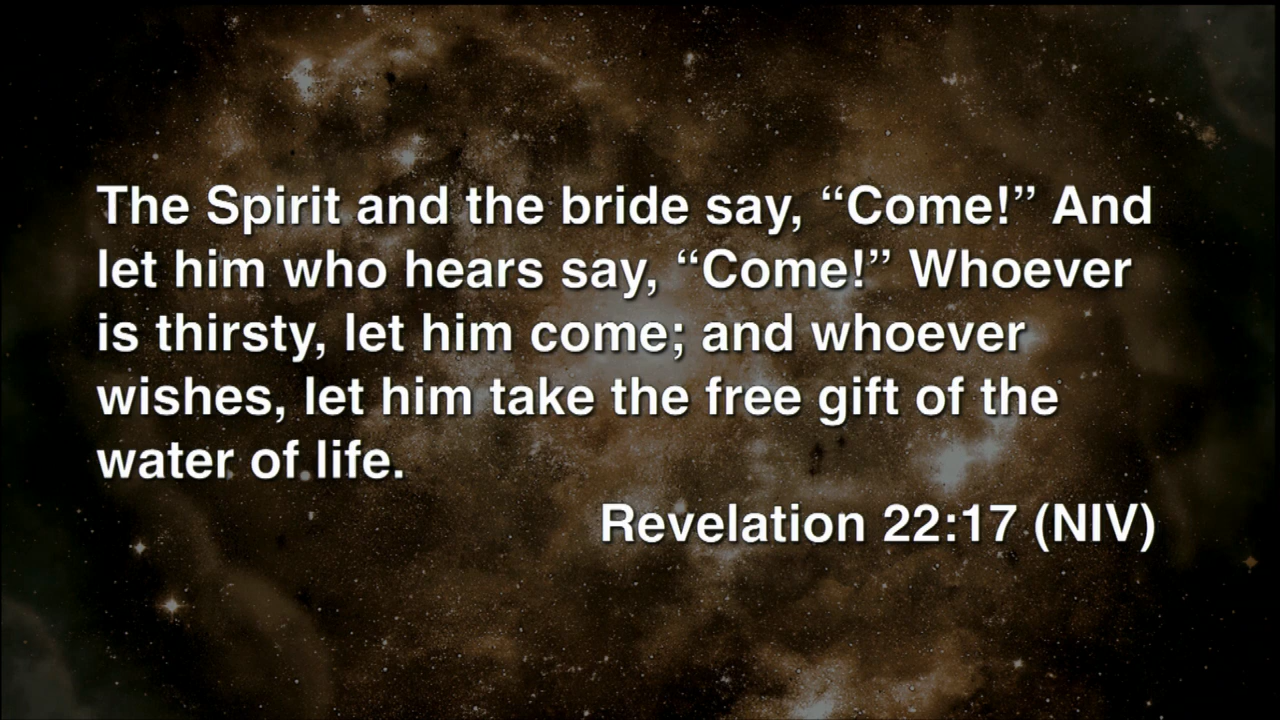 The Spirit and the bride say, “Come!” And
let him who hears say, “Come!” Whoever
is thirsty, let him come; and whoever
wishes, let him take the free gift of the
water of life.
Revelation 22:17 (NIV)